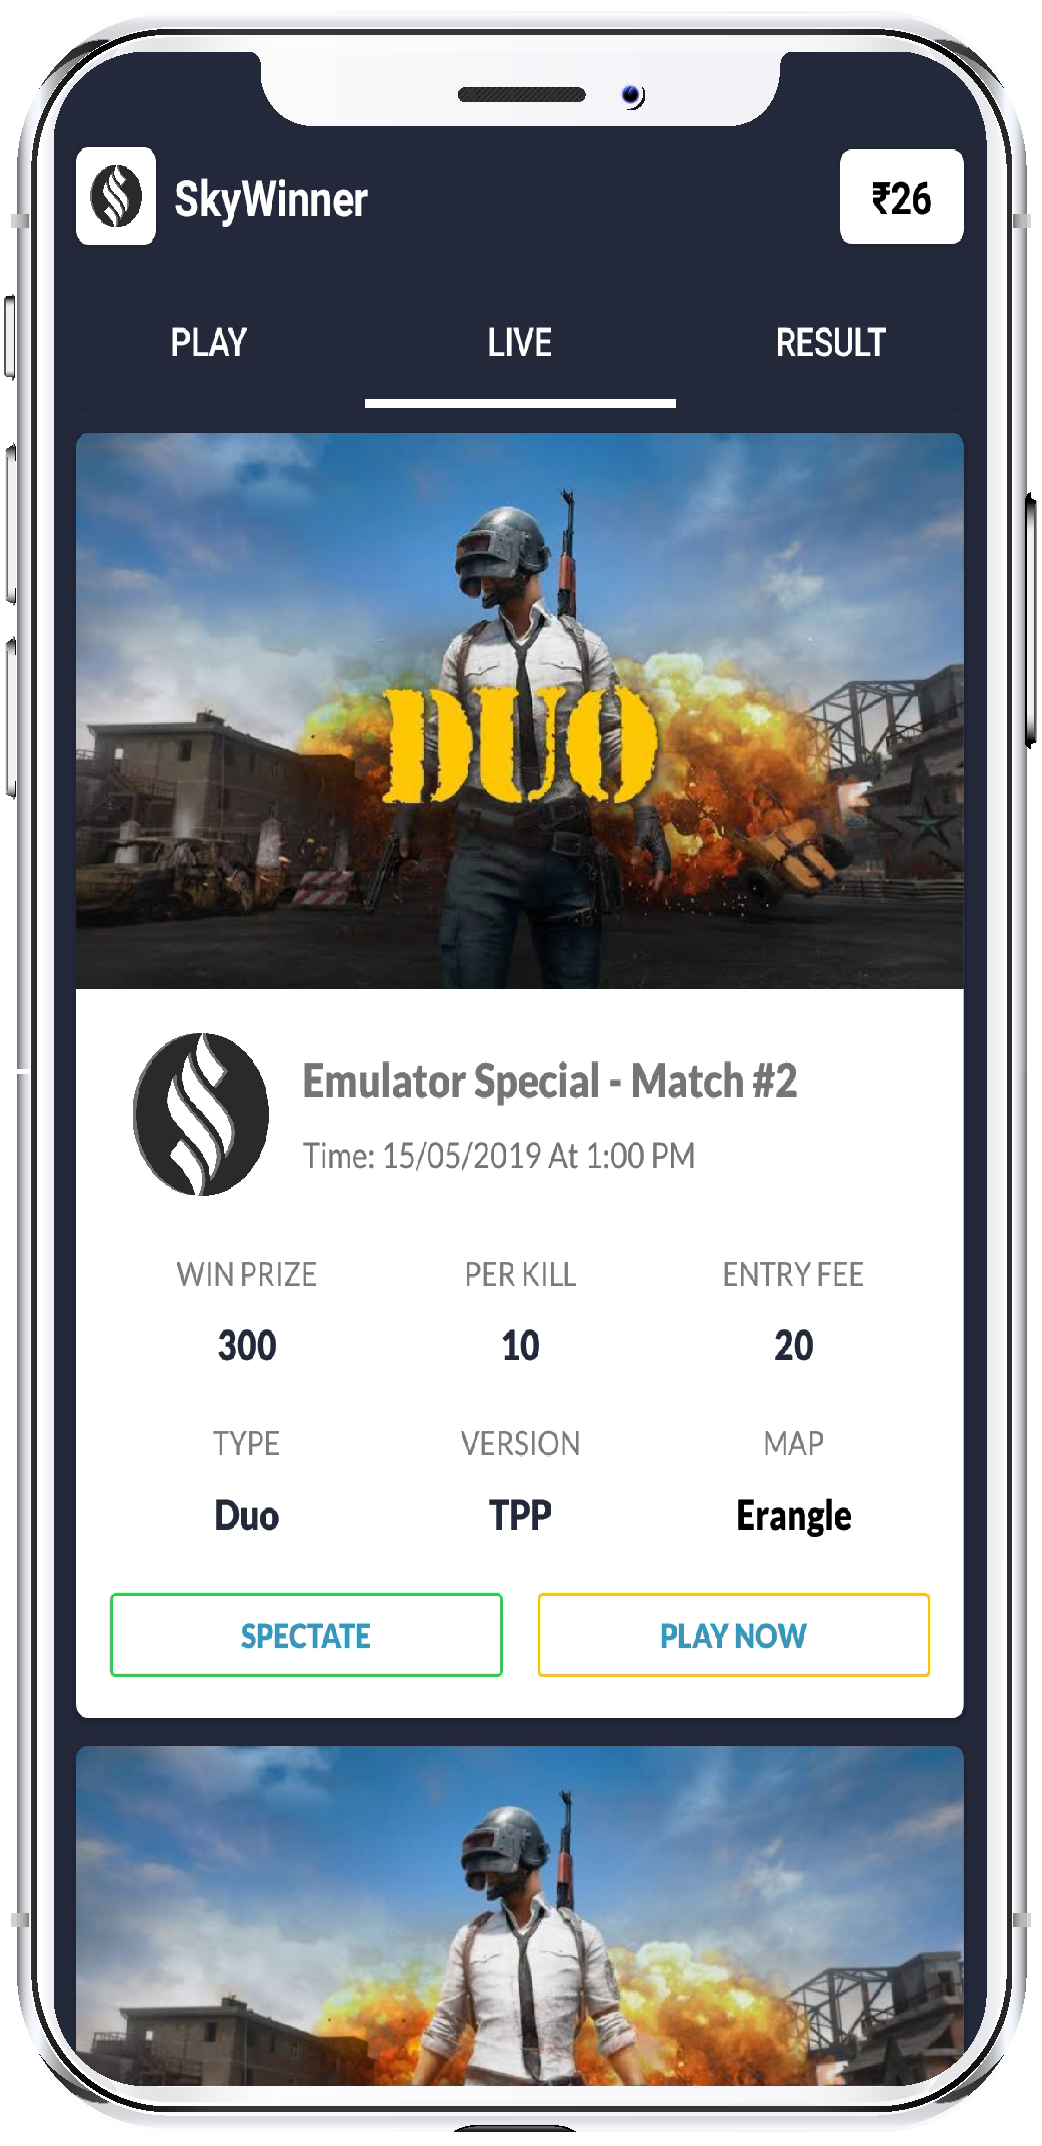 SkyWinner
₹26
PLAY LIVE RESULT
DUO
Emulator Special - Match #2
Time: 15/05/2019 At 1:00 PM
WIN PRIZE PER KILL ENTRY FEE
300 10 20
TYPE VERSION MAP
Duo TPP Erangle
SPECTATE PLAY NOW